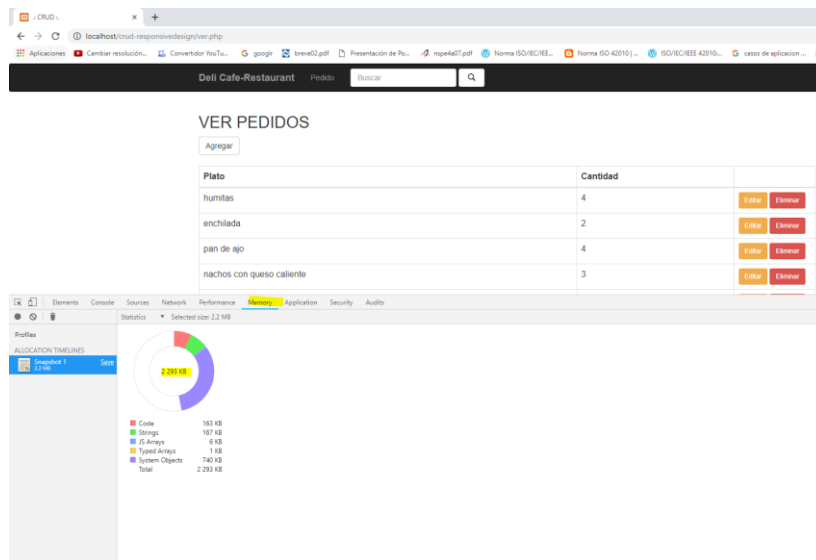 :: CRUD :.
localhost/crud-responsivedesign/ver.php
Aplicaciones Cambiar resolución... Convertidor YouTu... googlr breve02.pdf Presentación de Po... nspe4a07.pdf Norma ISO/IEC/IEE... Norma ISO 42010 | ... ISO/IEC/IEEE 42010... casos de aplicacion ...
Deli Cafe-Restaurant Pedido Buscar
VER PEDIDOS
Agregar
Plato Cantidad
humitas 4 Editar Eliminar
enchilada 2 Editar Eliminar
pan de ajo 4 Editar Eliminar
nachos con queso caliente 3 Editar Eliminar
Elements Console Sources Network Performance Memory Application Security Audits
Statistics Selected size: 2.2 MB
Profiles
ALLOCATION TIMELINES
Snapshot 1 Save
2.2 MB
2 293 KB
Code 163 KB
Strings 167 KB
JS Arrays 6 KB
Typed Arrays 1 KB
System Objects 740 KB
Total 2 293 KB